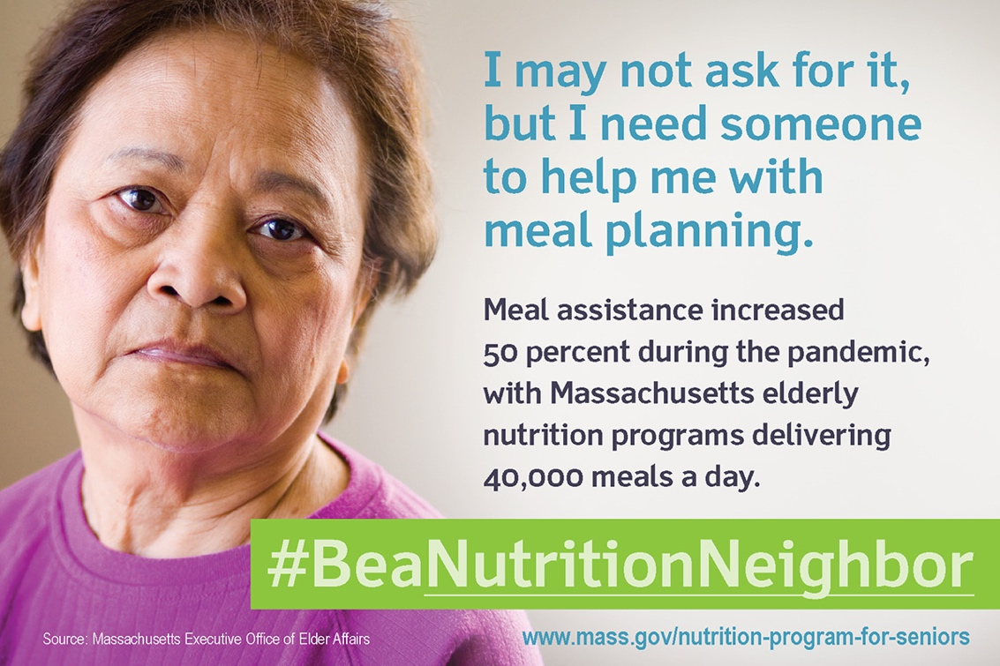 I may not ask for it,
but I need someone
to help me with
meal planning.
Meal assistance increased
50 percent during the pandemic,
with Massachusetts elderly
nutrition programs delivering
40,000 meals a day.
#BeaNutritionNeighbor
Source: Massachusetts Executive Office of Elder Affairs
www.mass.gov/nutrition-program-for-seniors